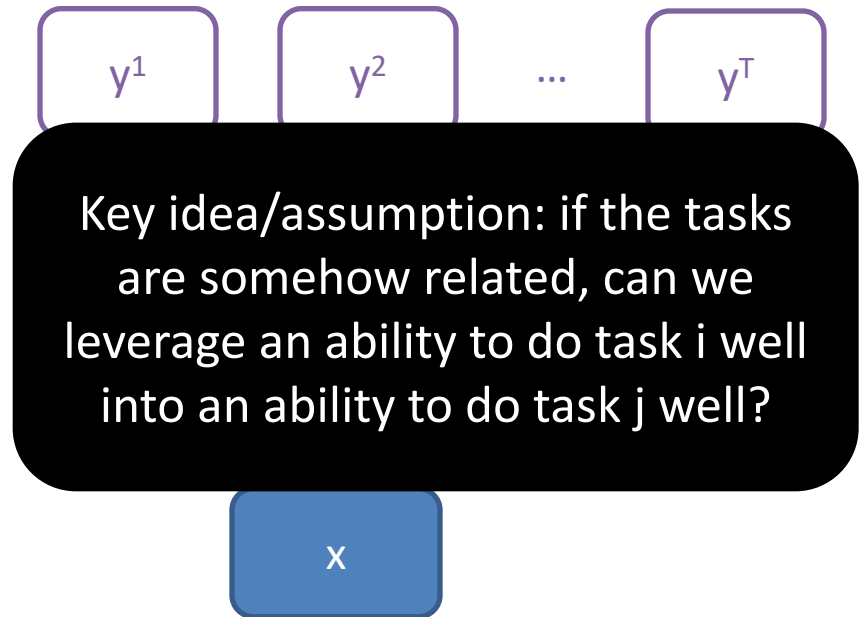 y¹ y² ... yᵀ
Key idea/assumption: if the tasks
are somehow related, can we
leverage an ability to do task i well
into an ability to do task j well?
x